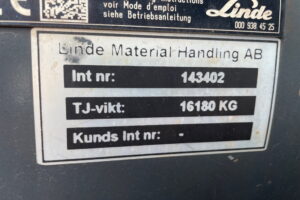 voir Mode d'emploi
siehe Betriebsanleitung
Linde
000 938 45 25
Linde Material Handling AB
Int nr: 143402
TJ-vikt: 16180 KG
Kunds Int nr: -